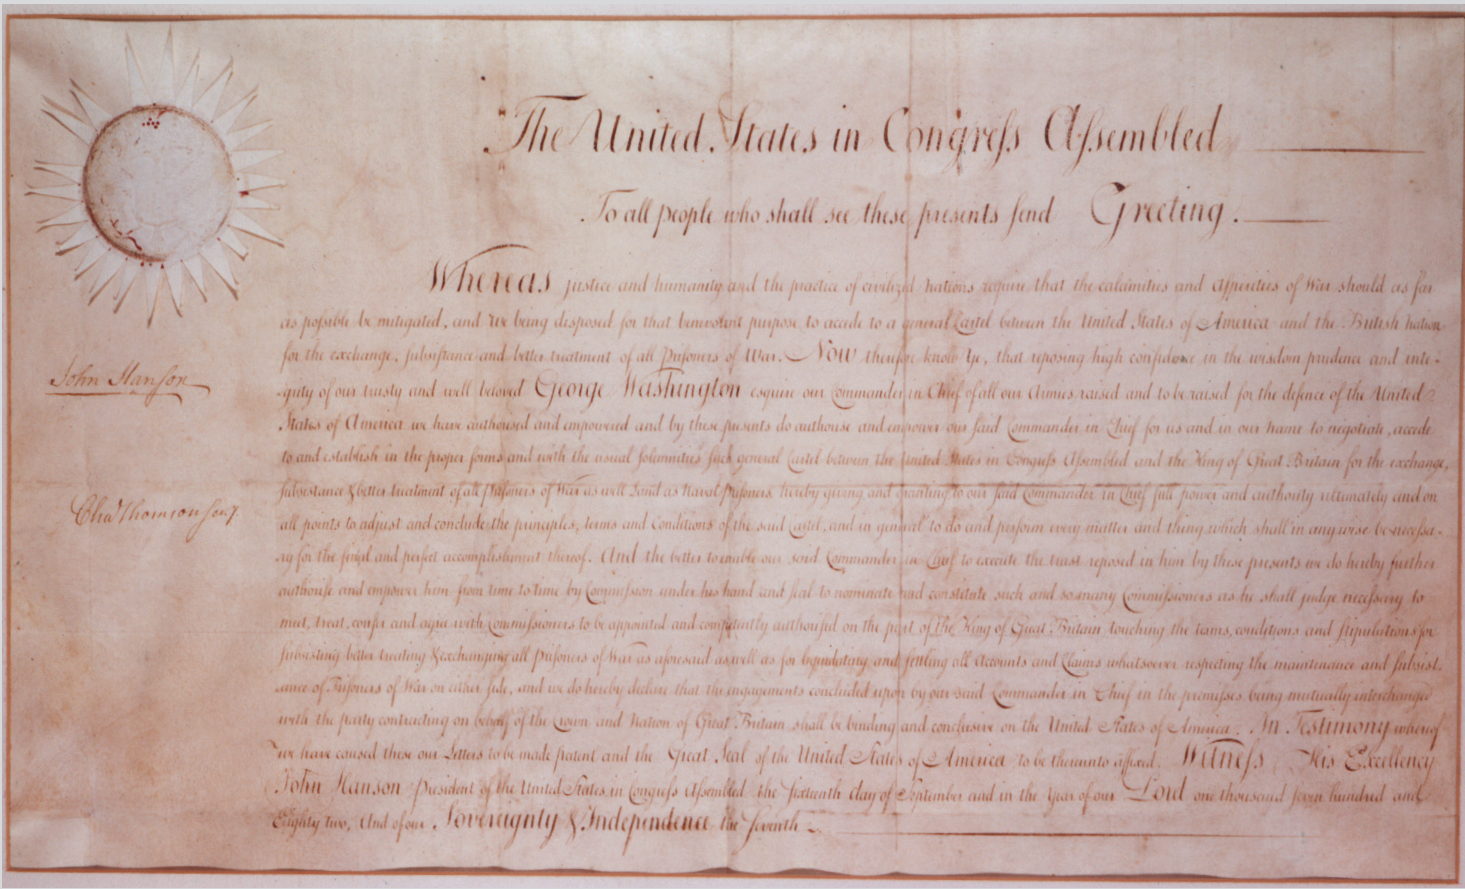 The United States in Congress Assembled
To all people who shall see these presents send Greeting.
Whereas justice and humanity and the practice of civilized nations require that the calamities and asperities of War should as far
as possible be mitigated, and we being disposed for that benevolent purpose to accede to a general Cartel between the United States of America and the British nation
for the exchange, subsistance and better treatment of all Prisoners of War. Now therefore know Ye, that reposing high confidence in the wisdom prudence and inte-
John Hanson
grity of our trusty and well beloved George Washington esquire our Commander in Chief of all our Armies raised and to be raised for the defence of the United
States of America we have authorised and empowered and by these presents do authorise and empower our said Commander in Chief for us and in our name to negotiate, accede
to and establish in the proper forms and with the usual solemnities such general Cartel between the United States in Congress Assembled and the King of Great Britain for the exchange,
subsistance & better treatment of all Prisoners of War as well Land as Naval Prisoners hereby giving and granting to our said Commander in Chief full power and authority ultimately and on
Cha Thomson secy.
all points to adjust and conclude the principles, terms and Conditions of the said Cartel, and in general to do and perform every matter and thing which shall in any wise be necessa-
ry for the final and perfect accomplishment thereof. And the better to enable our said Commander in Chief to execute the trust reposed in him by these presents we do hereby further
authorise and empower him from time to time by Commission under his hand and seal to nominate and constitute such and so many Commissioners as he shall judge necessary to
meet, treat, confer and agree with Commissioners to be appointed and competently authorised on the part of the King of Great Britain touching the terms, conditions and stipulations for
subsisting better treating & exchanging all Prisoners of War as aforesaid as well as for liquidating and settling all Accounts and Claims whatsoever respecting the maintenance and subsist-
ance of Prisoners of War on either side, and we do hereby declare that the engagements concluded upon by our said Commander in Chief in the premisses being mutually interchanged
with the party contracting on behalf of the Crown and Nation of Great Britain shall be binding and conclusive on the United States of America. In Testimony whereof
we have caused these our Letters to be made patent and the Great Seal of the United States of America to be thereunto affixed. Witness His Excellency
John Hanson President of the United States in Congress Assembled the sixteenth day of September and in the Year of our Lord one thousand seven hundred and
Eighty two, And of our Sovereignty & Independence the seventh